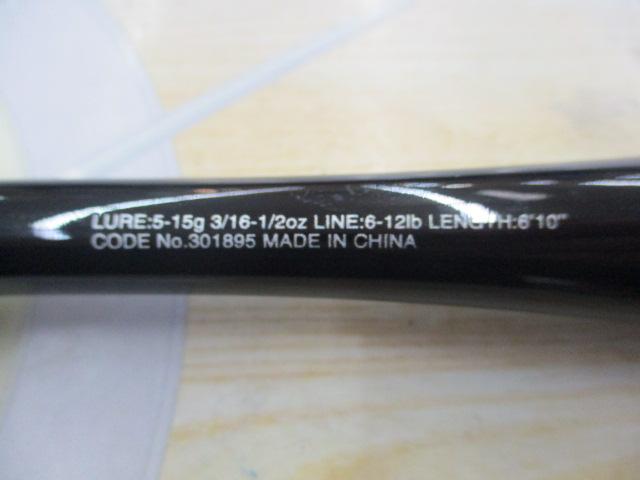 LURE:5-15g 3/16-1/2oz LINE:6-12lb LENGTH:6'10"
CODE No.301895 MADE IN CHINA